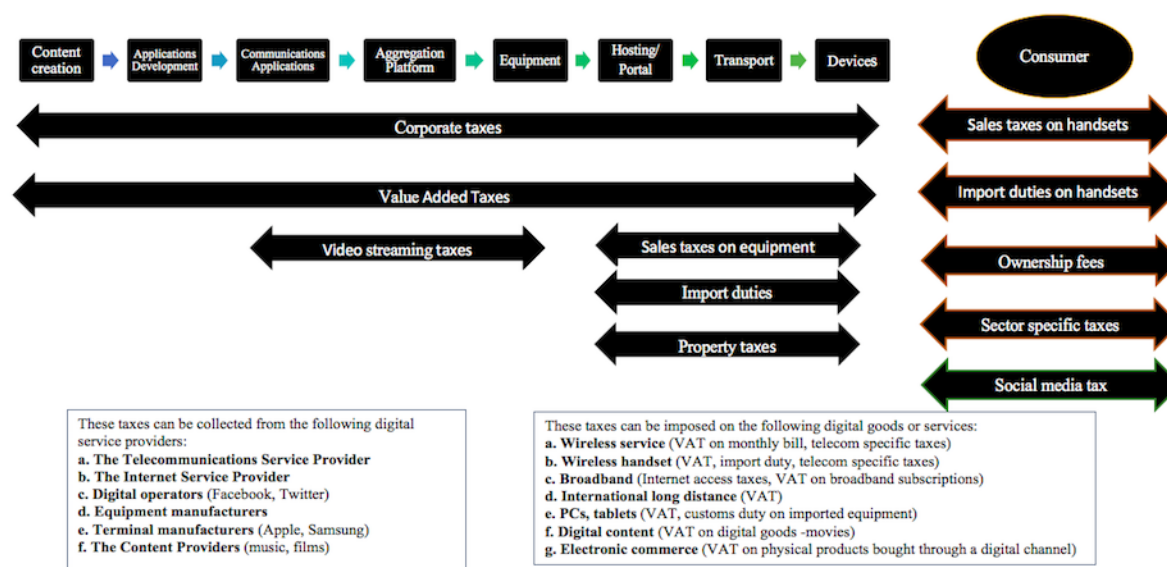 Content
creation
Applications
Development
Communications
Applications
Aggregation
Platform
Equipment
Hosting/
Portal
Transport
Devices
Consumer
Corporate taxes
Sales taxes on handsets
Value Added Taxes
Import duties on handsets
Video streaming taxes
Sales taxes on equipment
Ownership fees
Import duties
Sector specific taxes
Property taxes
Social media tax
These taxes can be collected from the following digital
service providers:
a. The Telecommunications Service Provider
b. The Internet Service Provider
c. Digital operators (Facebook, Twitter)
d. Equipment manufacturers
e. Terminal manufacturers (Apple, Samsung)
f. The Content Providers (music, films)
These taxes can be imposed on the following digital goods or services:
a. Wireless service (VAT on monthly bill, telecom specific taxes)
b. Wireless handset (VAT, import duty, telecom specific taxes)
c. Broadband (Internet access taxes, VAT on broadband subscriptions)
d. International long distance (VAT)
e. PCs, tablets (VAT, customs duty on imported equipment)
f. Digital content (VAT on digital goods -movies)
g. Electronic commerce (VAT on physical products bought through a digital channel)